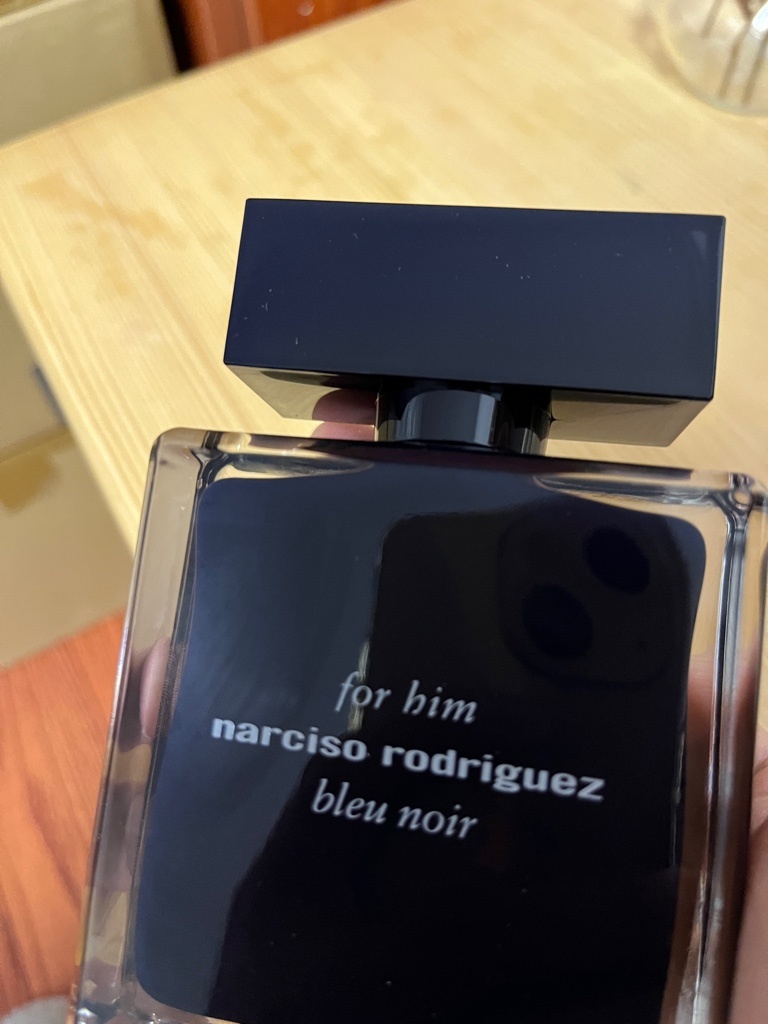 for him
narciso rodriguez
bleu noir